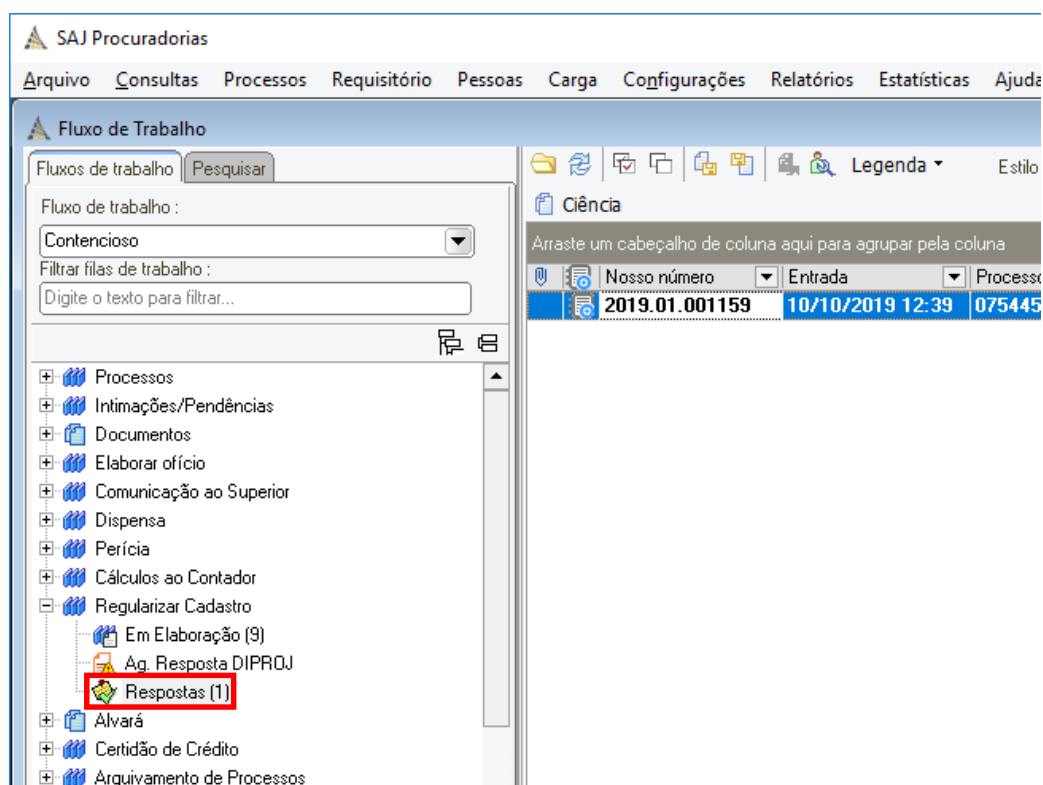 SAJ Procuradorias
Arquivo Consultas Processos Requisitório Pessoas Carga Configurações Relatórios Estatísticas Ajuda
Fluxo de Trabalho
Fluxos de trabalho Pesquisar
Legenda Estilo
Fluxo de trabalho :
Ciência
Contencioso
Arraste um cabeçalho de coluna aqui para agrupar pela coluna
Filtrar filas de trabalho :
Nosso número Entrada Processo
Digite o texto para filtrar...
2019.01.001159 10/10/2019 12:39 075445
Processos
Intimações/Pendências
Documentos
Elaborar ofício
Comunicação ao Superior
Dispensa
Perícia
Cálculos ao Contador
Regularizar Cadastro
Em Elaboração (9)
Ag. Resposta DIPROJ
Respostas (1)
Alvará
Certidão de Crédito
Arquivamento de Processos